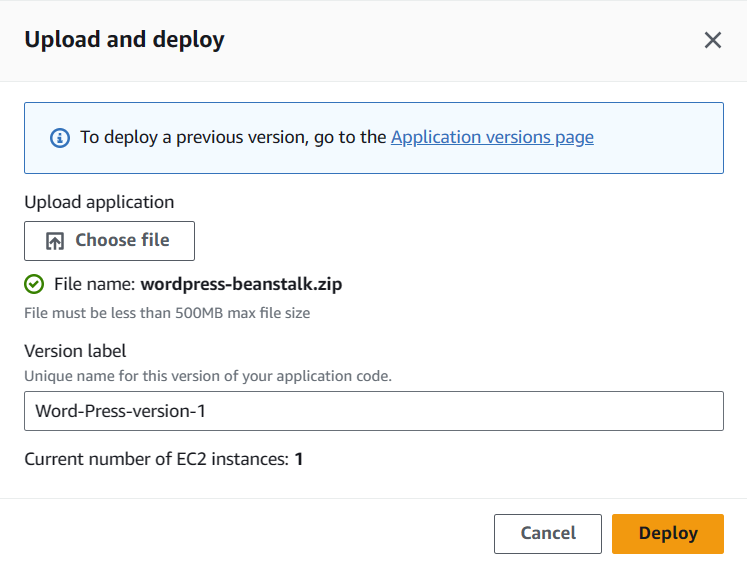 Upload and deploy
To deploy a previous version, go to the Application versions page
Upload application
Choose file
File name: wordpress-beanstalk.zip
File must be less than 500MB max file size
Version label
Unique name for this version of your application code.
Word-Press-version-1
Current number of EC2 instances: 1
Cancel
Deploy